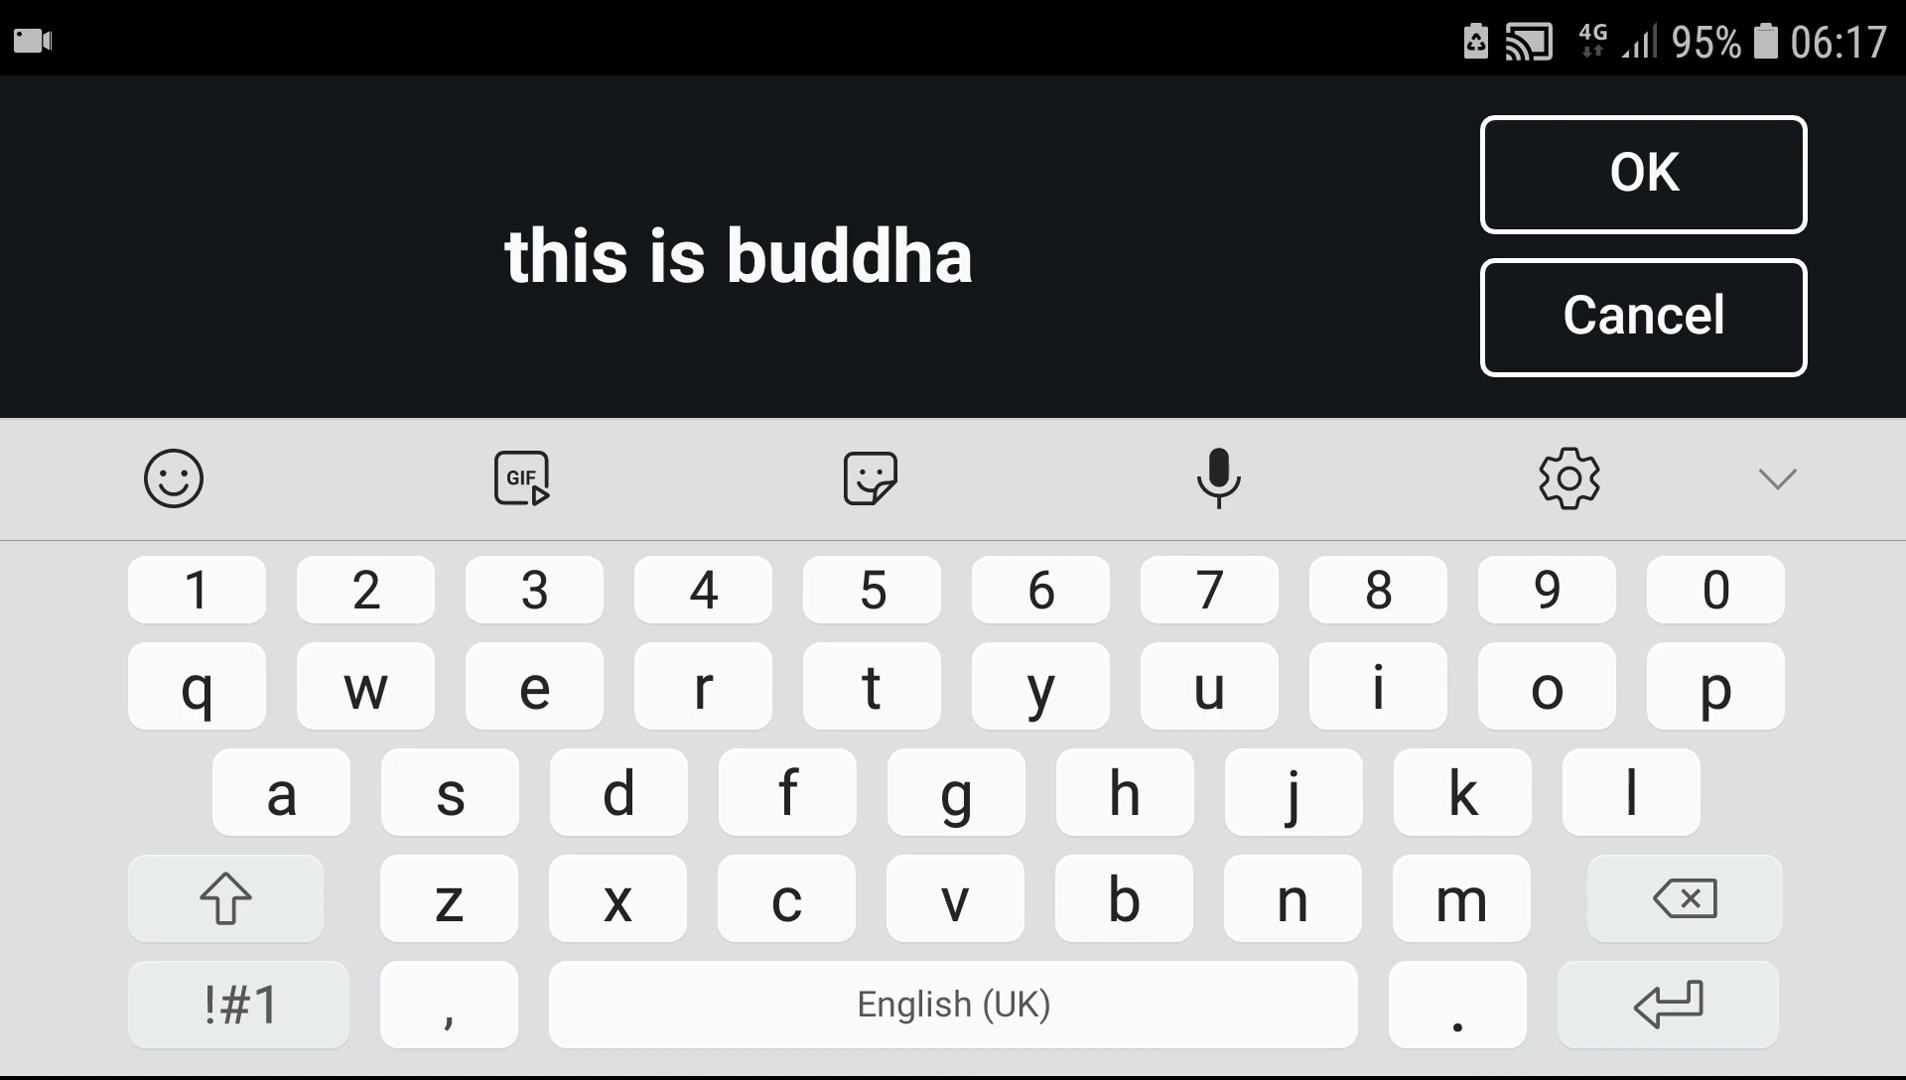 4G 95% 06:17
OK
this is buddha
Cancel
GIF
1 2 3 4 5 6 7 8 9 0
q w e r t y u i o p
a s d f g h j k l
z x c v b n m
!#1 , English (UK) .